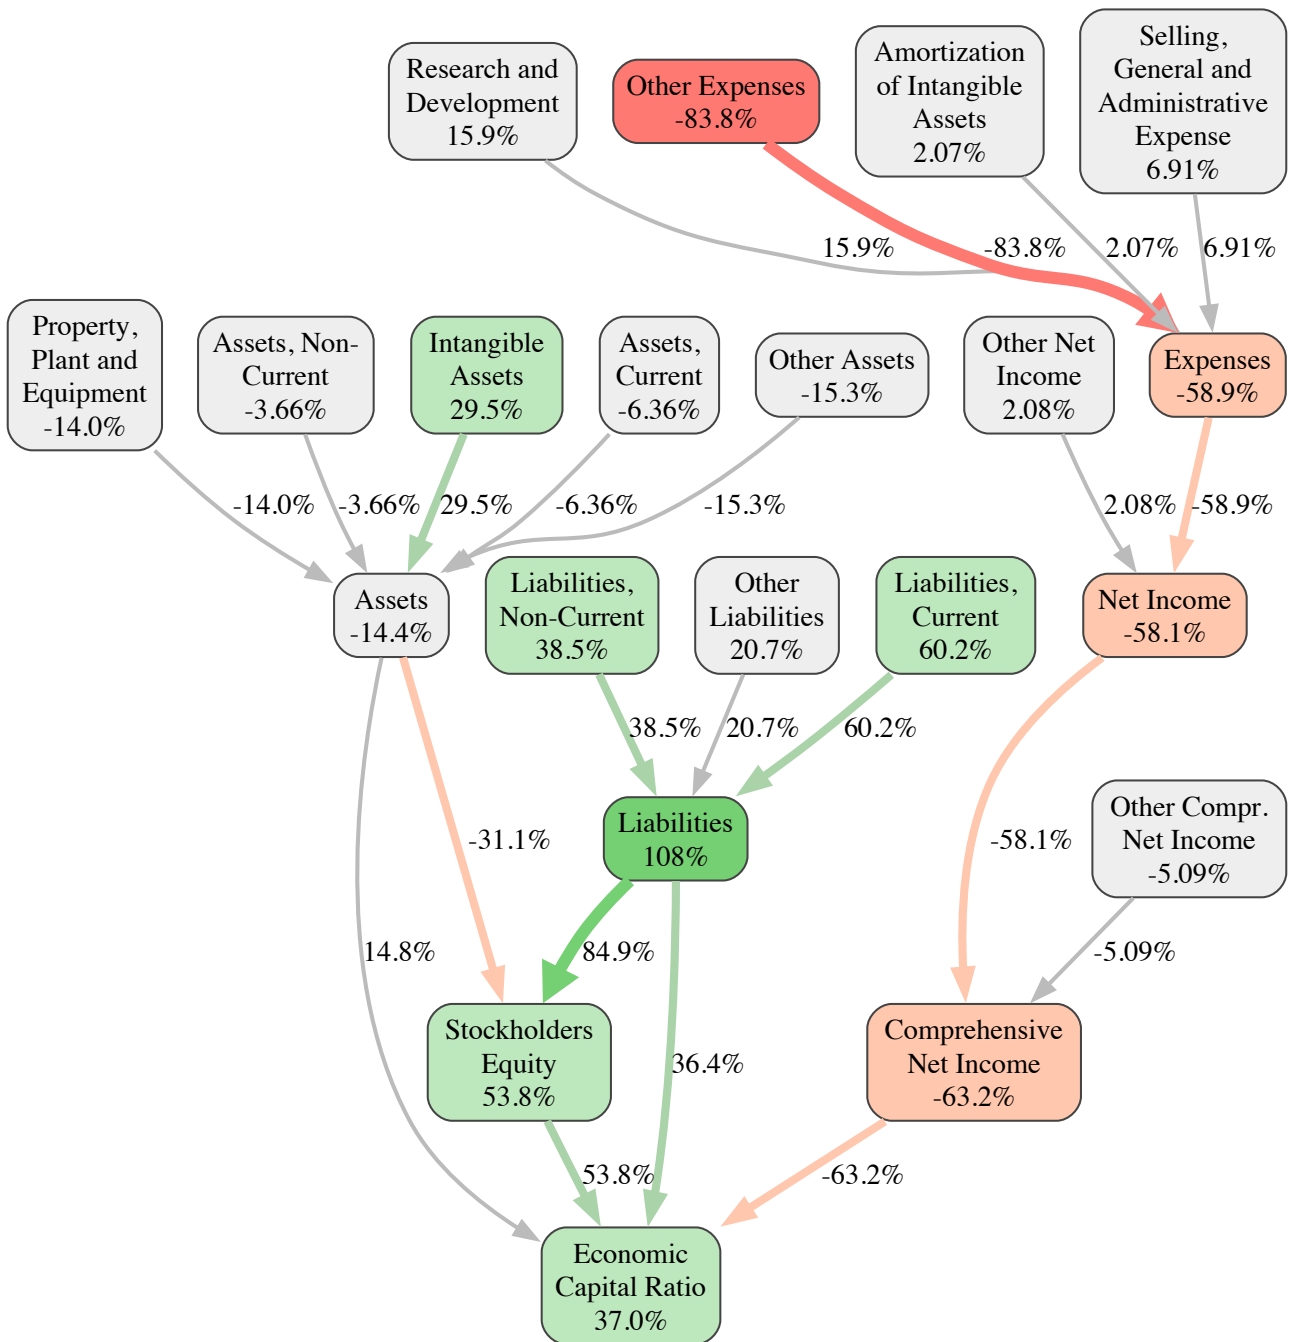 Research and
Development
15.9%
Other Expenses
-83.8%
Amortization
of Intangible
Assets
2.07%
Selling,
General and
Administrative
Expense
6.91%
15.9%
-83.8%
2.07%
6.91%
Property,
Plant and
Equipment
-14.0%
Assets, Non-
Current
-3.66%
Intangible
Assets
29.5%
Assets,
Current
-6.36%
Other Assets
-15.3%
Other Net
Income
2.08%
Expenses
-58.9%
-14.0%
-3.66%
29.5%
-6.36%
-15.3%
2.08%
-58.9%
Assets
-14.4%
Liabilities,
Non-Current
38.5%
Other
Liabilities
20.7%
Liabilities,
Current
60.2%
Net Income
-58.1%
38.5%
20.7%
60.2%
Liabilities
108%
Other Compr.
Net Income
-5.09%
-31.1%
-58.1%
14.8%
84.9%
-5.09%
Stockholders
Equity
53.8%
36.4%
Comprehensive
Net Income
-63.2%
53.8%
-63.2%
Economic
Capital Ratio
37.0%